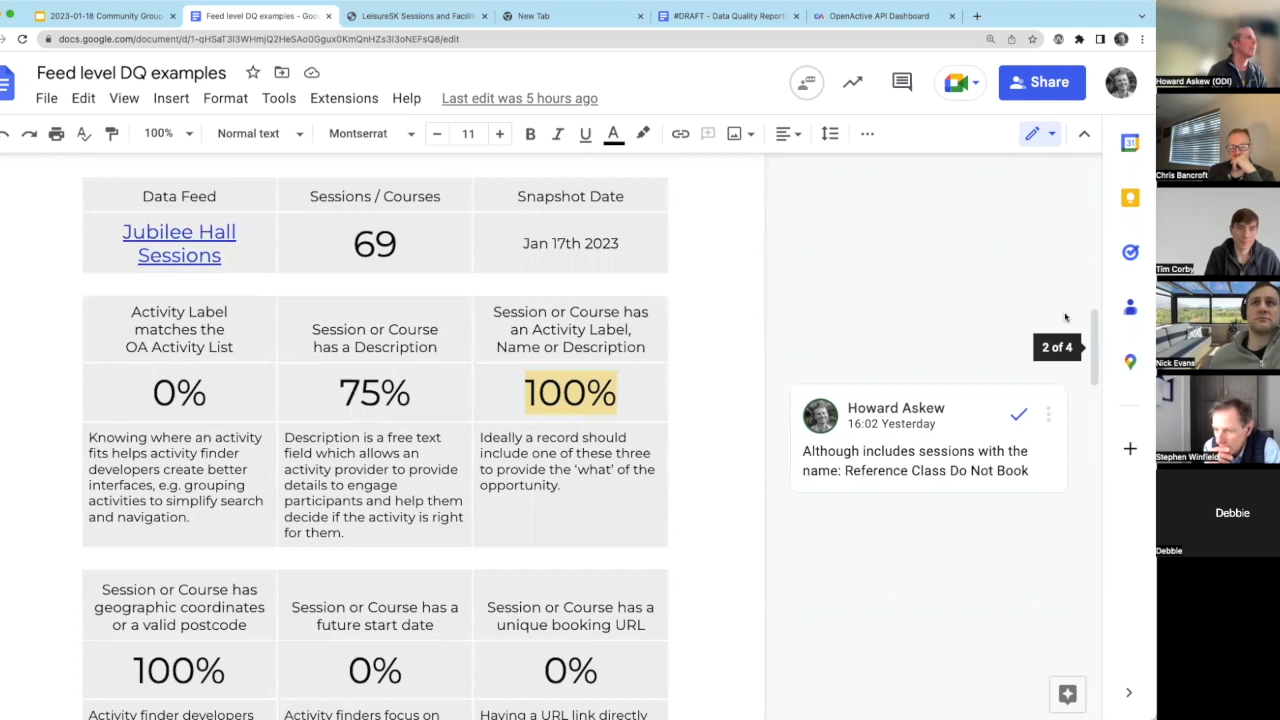 2023-01-18 Community Group
Feed level DQ examples - Goo
LeisureSK Sessions and Facilit
New Tab
#DRAFT - Data Quality Reporti
OpenActive API Dashboard
docs.google.com/document/d/1-qHSaT3I3WHmjQ2HeSAo0Ggux0KmQnHZs3I3oNEFsQ8/edit
Feed level DQ examples
File Edit View Insert Format Tools Extensions Help Last edit was 5 hours ago
Share
100% Normal text Montserrat 11 B I U A
31
Data Feed
Sessions / Courses
Snapshot Date
Jubilee Hall
Sessions
69
Jan 17th 2023
Activity Label
matches the
OA Activity List
Session or Course
has a Description
Session or Course has
an Activity Label,
Name or Description
0%
75%
100%
Knowing where an activity
fits helps activity finder
developers create better
interfaces, e.g. grouping
activities to simplify search
and navigation.
Description is a free text
field which allows an
activity provider to provide
details to engage
participants and help them
decide if the activity is right
for them.
Ideally a record should
include one of these three
to provide the ‘what’ of the
opportunity.
Session or Course has
geographic coordinates
or a valid postcode
Session or Course has a
future start date
Session or Course has a
unique booking URL
100%
0%
0%
Activity finder developers
Activity finders focus on
Having a URL link directly
2 of 4
Howard Askew
16:02 Yesterday
Although includes sessions with the
name: Reference Class Do Not Book
Howard Askew (ODI)
Chris Bancroft
Tim Corby
Nick Evans
Stephen Winfield
Debbie
Debbie